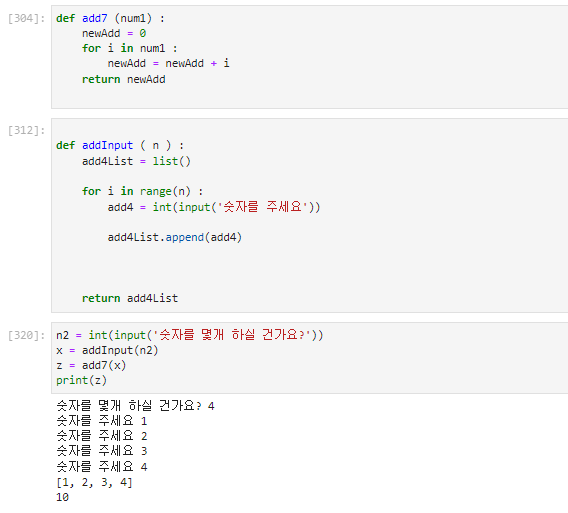 [304]:
def add7 (num1) :
    newAdd = 0
    for i in num1 :
        newAdd = newAdd + i
    return newAdd
[312]:
def addInput ( n ) :
    add4List = list()
    for i in range(n) :
        add4 = int(input('숫자를 주세요'))
        add4List.append(add4)
    return add4List
[320]:
n2 = int(input('숫자를 몇개 하실 건가요?'))
x = addInput(n2)
z = add7(x)
print(z)
숫자를 몇개 하실 건가요? 4
숫자를 주세요 1
숫자를 주세요 2
숫자를 주세요 3
숫자를 주세요 4
[1, 2, 3, 4]
10